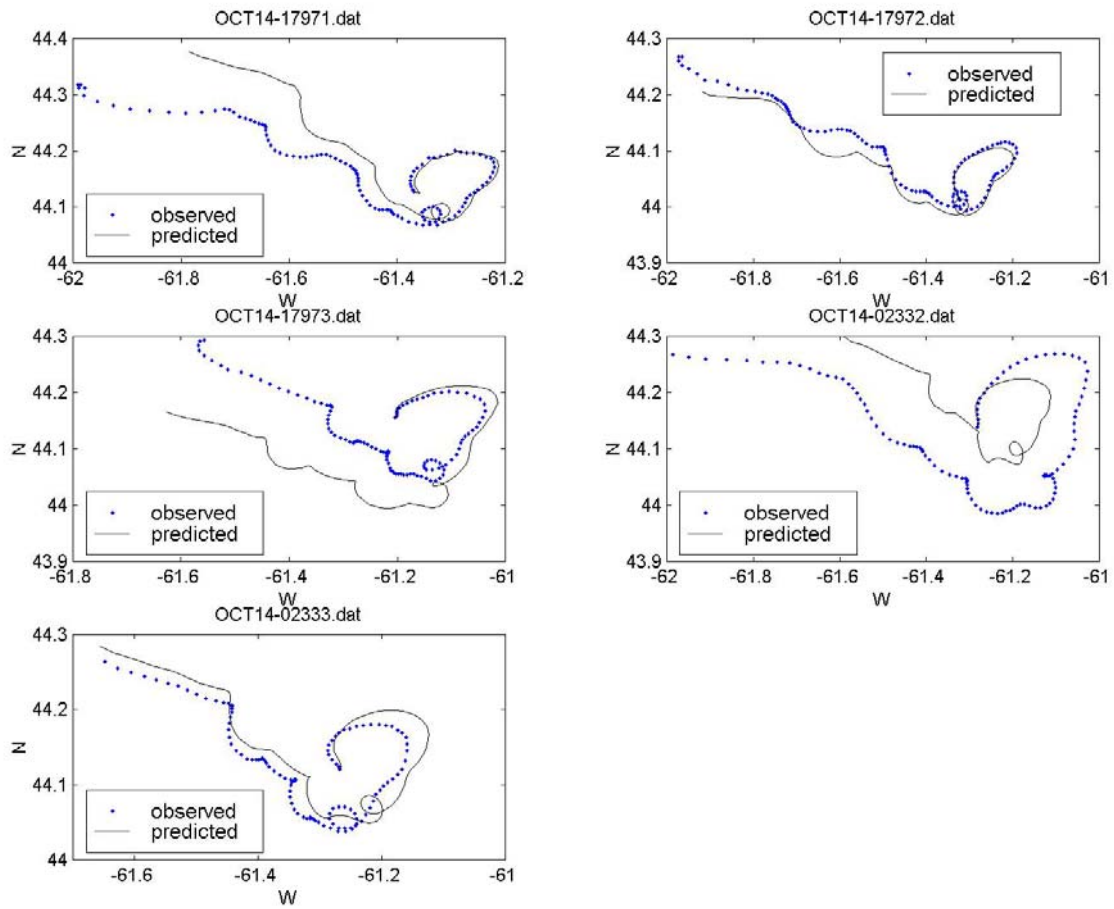 OCT14-17971.dat
44.4
44.3
44.2
44.1
44
N
observed
predicted
-62
-61.8
-61.6
-61.4
-61.2
W
OCT14-17972.dat
44.3
44.2
44.1
44
43.9
N
observed
predicted
-62
-61.8
-61.6
-61.4
-61.2
-61
W
OCT14-17973.dat
44.3
44.2
44.1
44
43.9
N
observed
predicted
-61.8
-61.6
-61.4
-61.2
-61
W
OCT14-02332.dat
44.3
44.2
44.1
44
43.9
N
observed
predicted
-62
-61.8
-61.6
-61.4
-61.2
-61
W
OCT14-02333.dat
44.3
44.2
44.1
44
N
observed
predicted
-61.6
-61.4
-61.2
-61
W